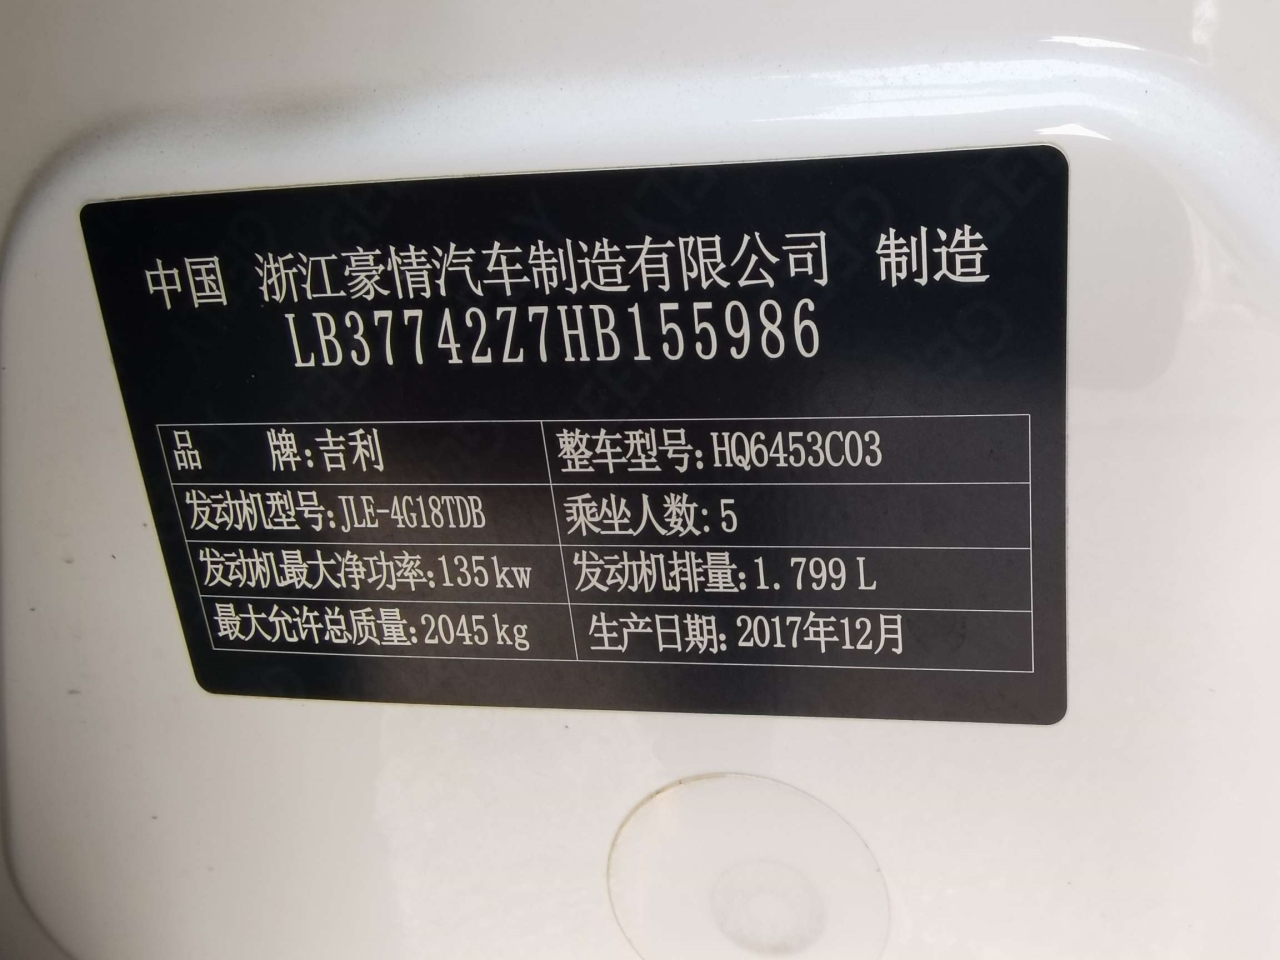 中国 浙江豪情汽车制造有限公司 制造
LB37742Z7HB155986
品 牌:吉利 整车型号:HQ6453C03
发动机型号:JLE-4G18TDB 乘坐人数:5
发动机最大净功率:135kw 发动机排量:1.799L
最大允许总质量:2045kg 生产日期:2017年12月